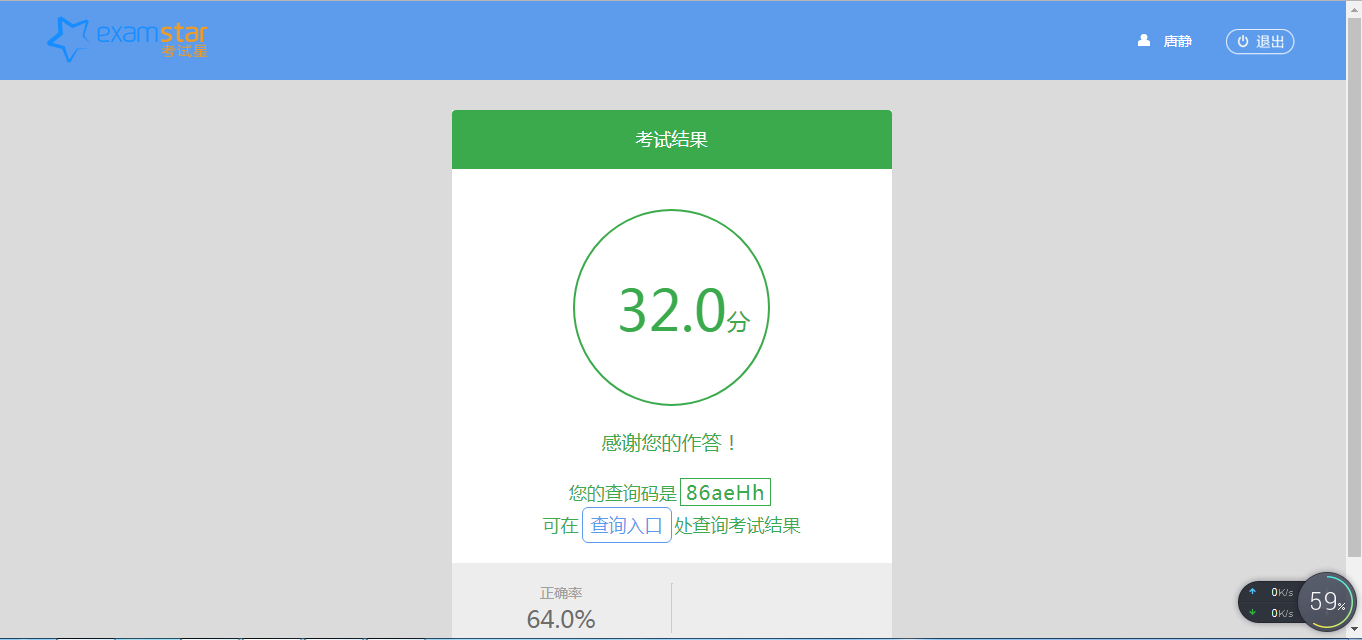 examstar
考试星
唐静
退出
考试结果
32.0分
感谢您的作答！
您的查询码是 86aeHh
可在 查询入口 处查询考试结果
正确率
64.0%
0K/s
0K/s
59%